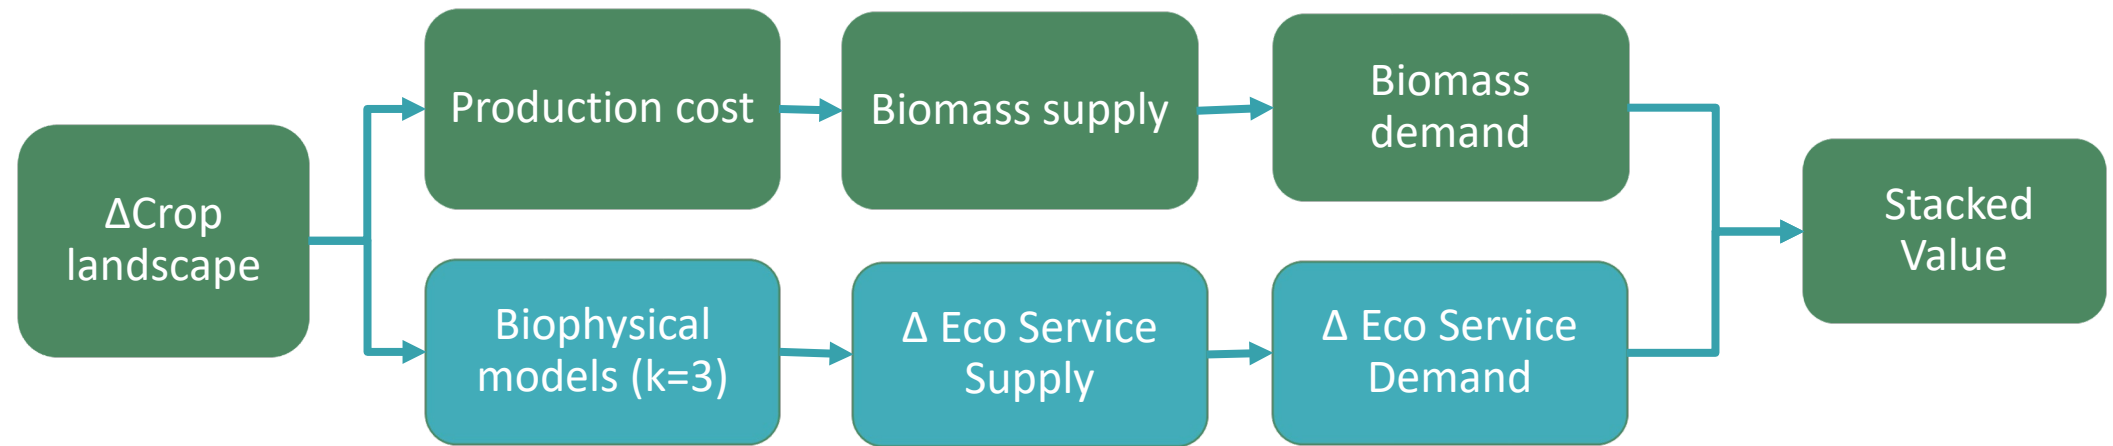 ΔCrop
landscape
Production cost
Biomass supply
Biomass
demand
Biophysical
models (k=3)
Δ Eco Service
Supply
Δ Eco Service
Demand
Stacked
Value